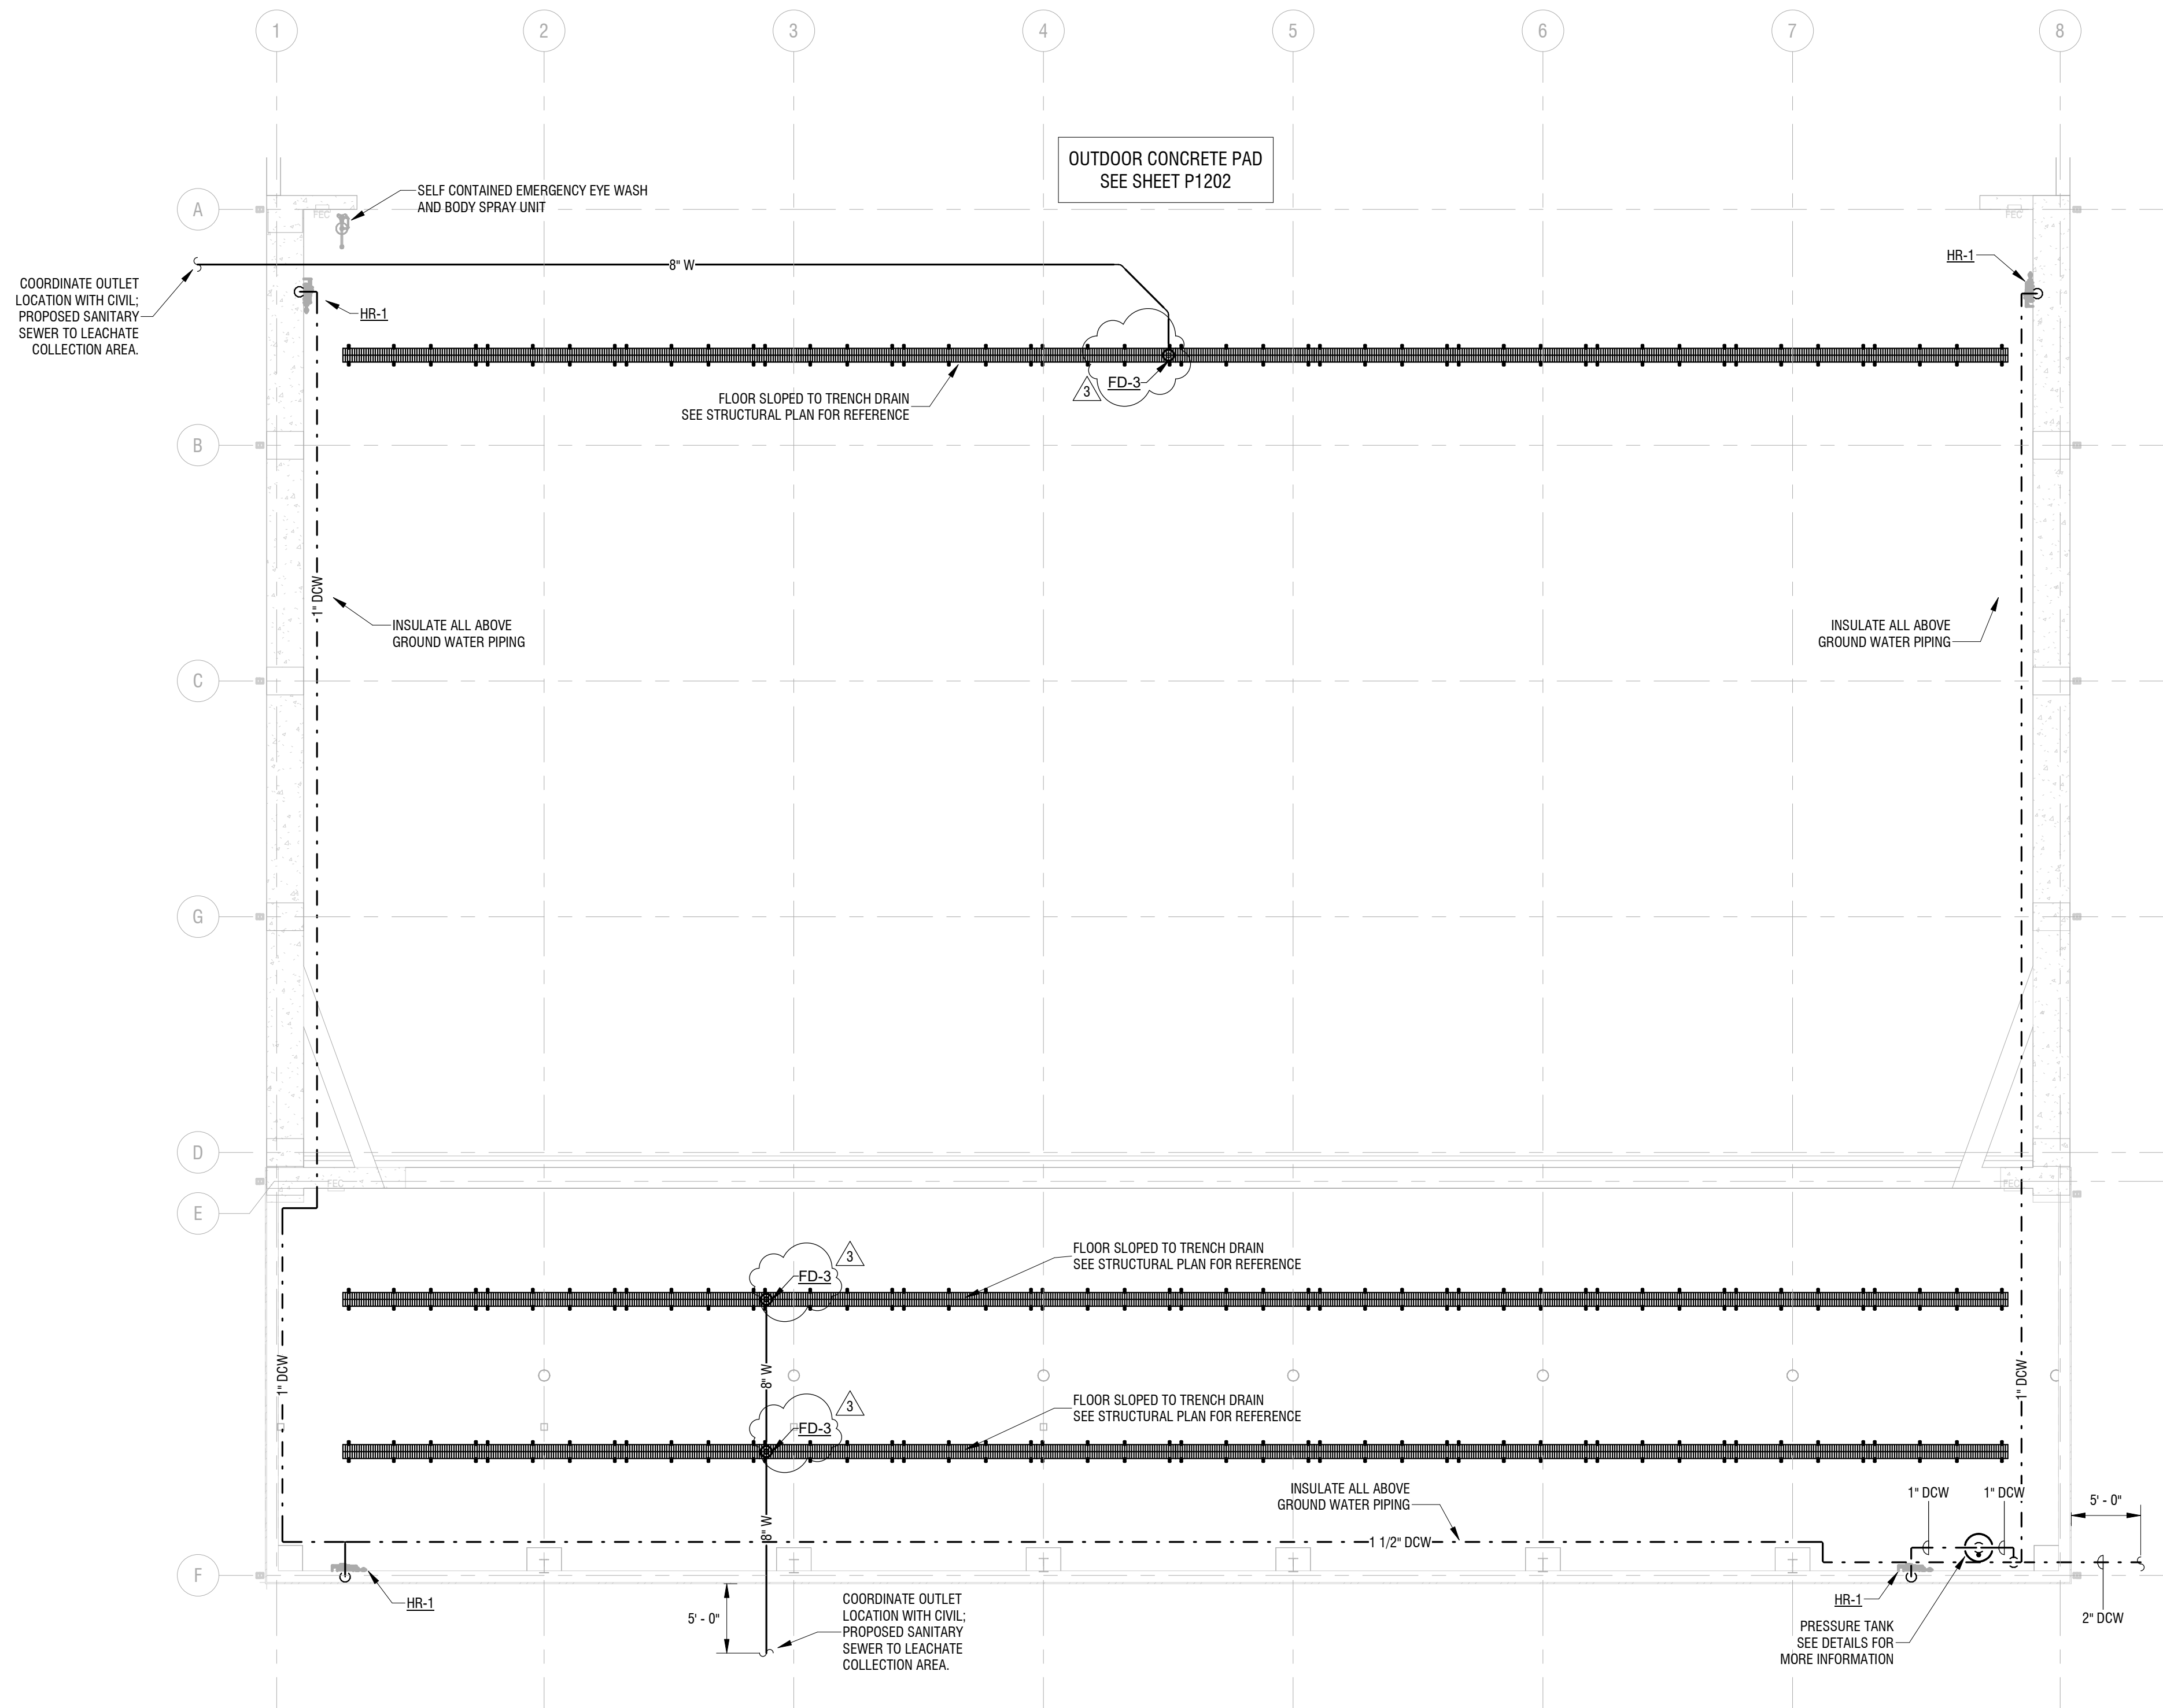 1
2
3
4
5
6
7
8
OUTDOOR CONCRETE PAD
SEE SHEET P1202
SELF CONTAINED EMERGENCY EYE WASH
AND BODY SPRAY UNIT
A
FEC
FEC
8" W
HR-1
COORDINATE OUTLET
LOCATION WITH CIVIL;
PROPOSED SANITARY
SEWER TO LEACHATE
COLLECTION AREA.
HR-1
FD-3
3
FLOOR SLOPED TO TRENCH DRAIN
SEE STRUCTURAL PLAN FOR REFERENCE
B
1" DCW
INSULATE ALL ABOVE
GROUND WATER PIPING
INSULATE ALL ABOVE
GROUND WATER PIPING
C
G
D
FEC
FEC
E
FLOOR SLOPED TO TRENCH DRAIN
SEE STRUCTURAL PLAN FOR REFERENCE
3
FD-3
1" DCW
8" W
1" DCW
FLOOR SLOPED TO TRENCH DRAIN
SEE STRUCTURAL PLAN FOR REFERENCE
3
FD-3
INSULATE ALL ABOVE
GROUND WATER PIPING
1" DCW
1" DCW
5' - 0"
8" W
1 1/2" DCW
F
HR-1
5' - 0"
COORDINATE OUTLET
LOCATION WITH CIVIL;
PROPOSED SANITARY
SEWER TO LEACHATE
COLLECTION AREA.
HR-1
2" DCW
PRESSURE TANK
SEE DETAILS FOR
MORE INFORMATION